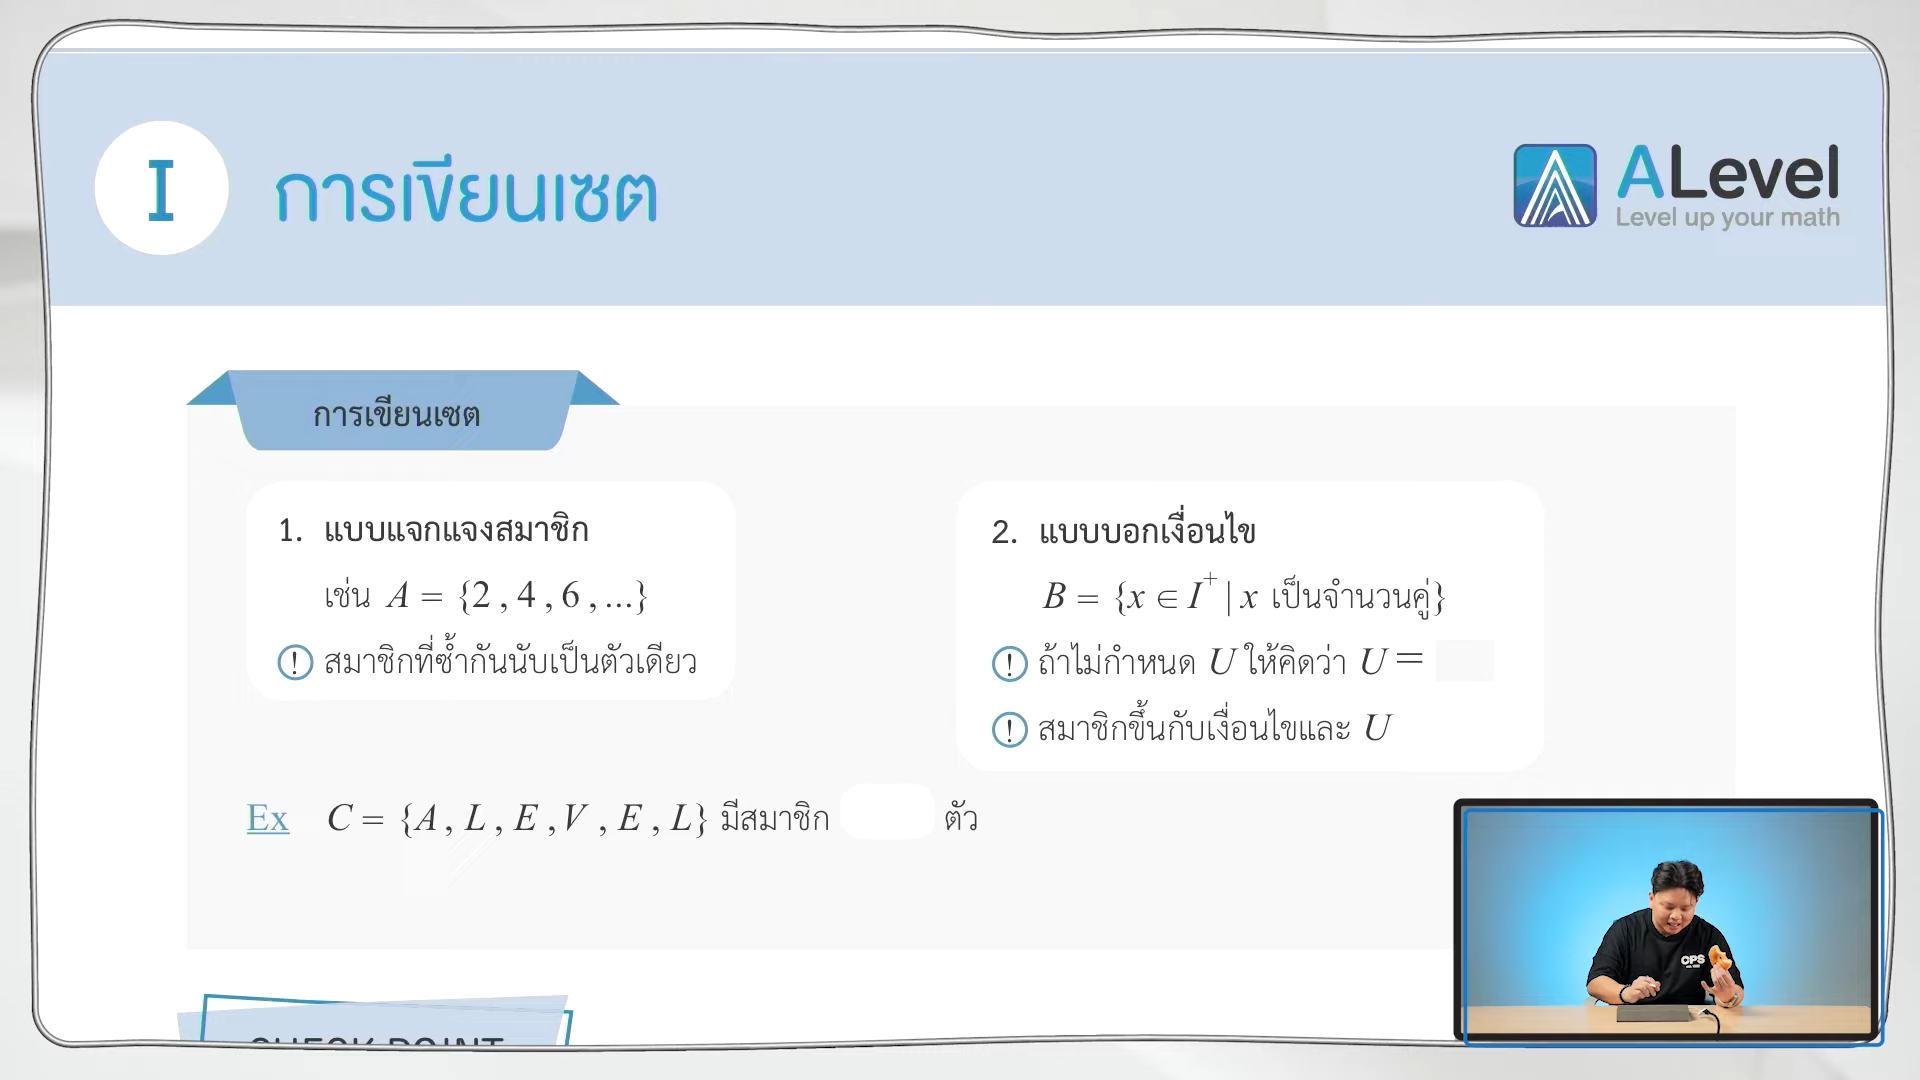 I การเขียนเซต
ALevel
Level up your math
การเขียนเซต
1. แบบแจกแจงสมาชิก
เช่น A = {2 , 4 , 6 , ...}
! สมาชิกที่ซ้ำกันนับเป็นตัวเดียว
2. แบบบอกเงื่อนไข
B = {x ∈ I⁺ | x เป็นจำนวนคู่}
! ถ้าไม่กำหนด U ให้คิดว่า U =
! สมาชิกขึ้นกับเงื่อนไขและ U
Ex C = {A , L , E , V , E , L} มีสมาชิก ตัว
CHECK POINT
OPS